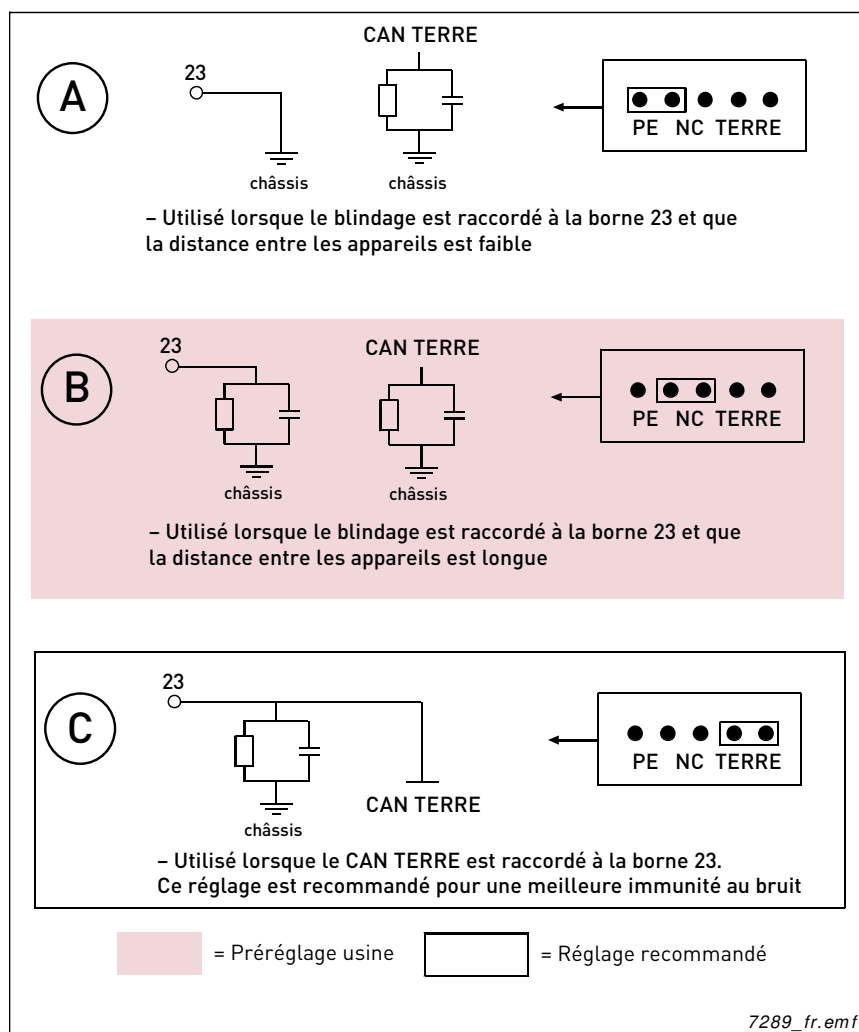 A
23
CAN TERRE
châssis
châssis
PE NC TERRE
– Utilisé lorsque le blindage est raccordé à la borne 23 et que
la distance entre les appareils est faible
B
23
CAN TERRE
châssis
châssis
PE NC TERRE
– Utilisé lorsque le blindage est raccordé à la borne 23 et que
la distance entre les appareils est longue
C
23
châssis
CAN TERRE
PE NC TERRE
– Utilisé lorsque le CAN TERRE est raccordé à la borne 23.
Ce réglage est recommandé pour une meilleure immunité au bruit
= Préréglage usine
= Réglage recommandé
7289_fr.emf